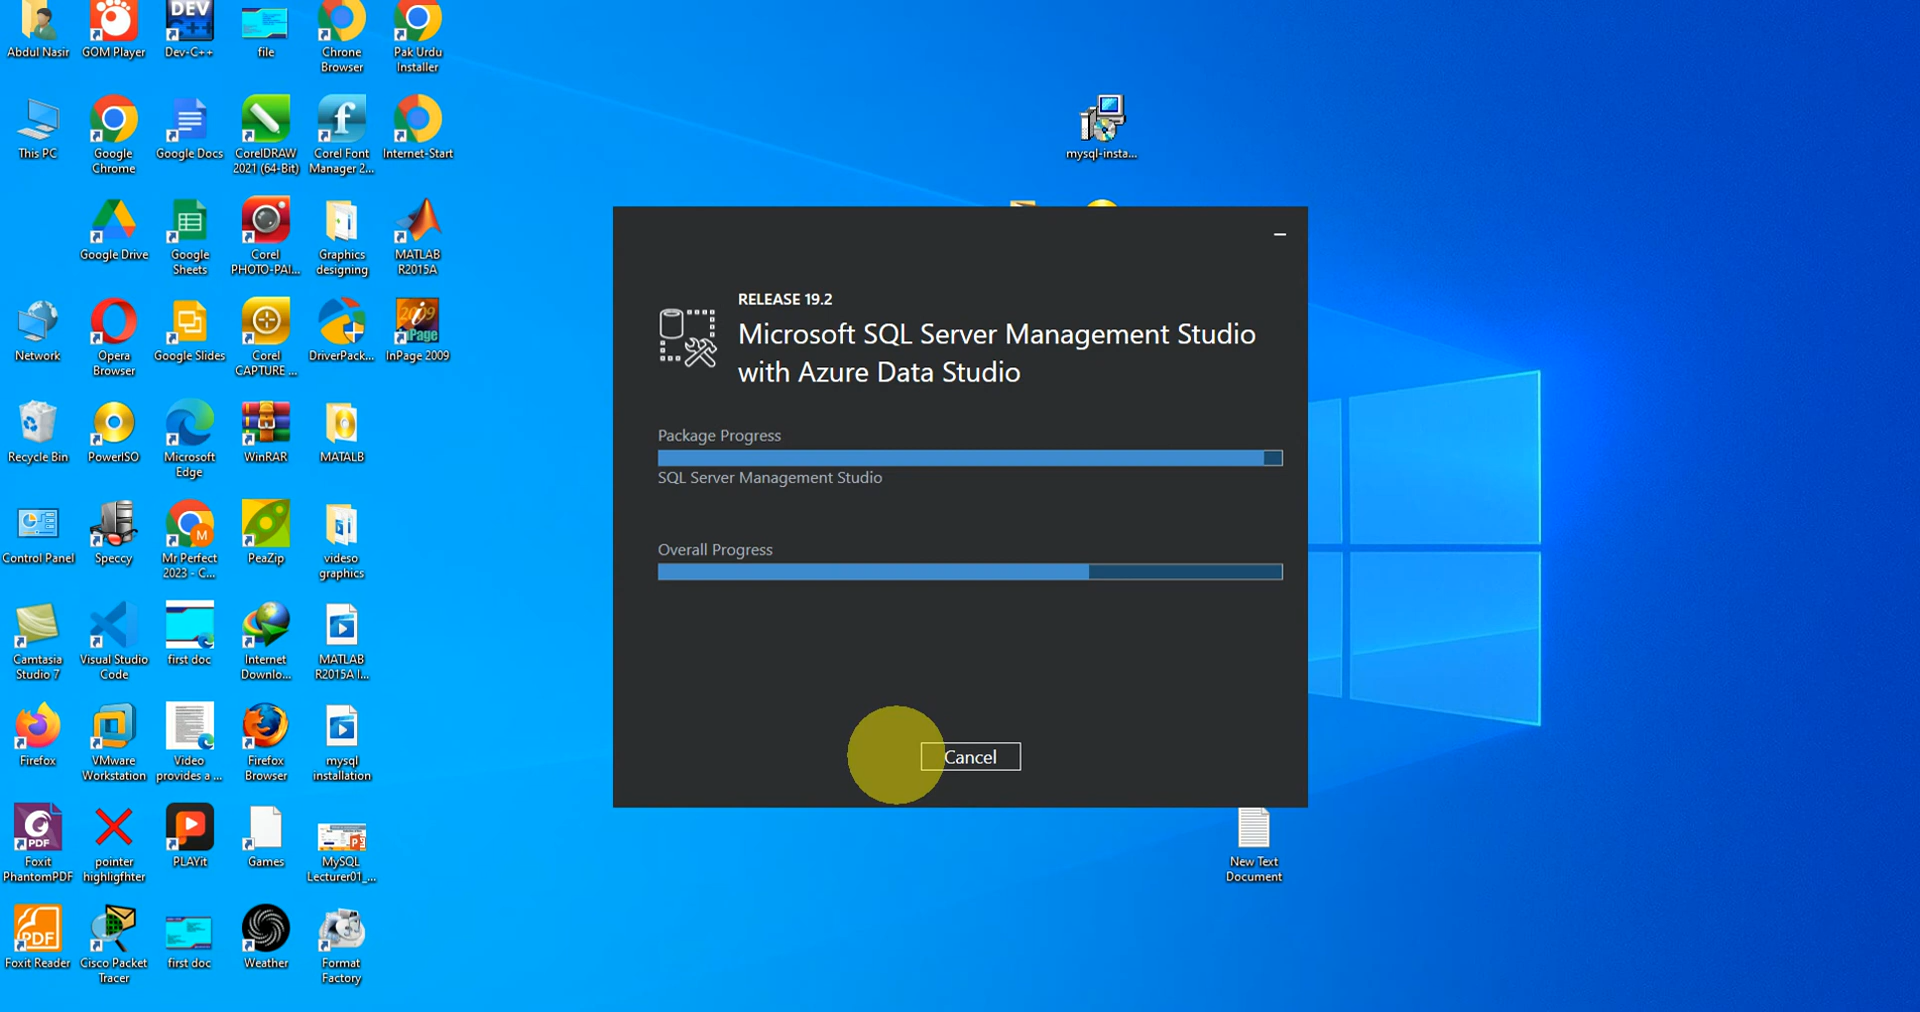 Abdul Nasir
GOM Player
Dev-C++
file
Chrone
Browser
Pak Urdu
Installer
This PC
Google
Chrome
Google Docs
CorelDRAW
2021 (64-Bit)
Corel Font
Manager 2...
Internet-Start
Google Drive
Google
Sheets
Corel
PHOTO-PAI...
Graphics
designing
MATLAB
R2015A
Network
Opera
Browser
Google Slides
Corel
CAPTURE ...
DriverPack...
InPage 2009
Recycle Bin
PowerISO
Microsoft
Edge
WinRAR
MATALB
Control Panel
Speccy
Mr Perfect
2023 - C...
PeaZip
videso
graphics
Camtasia
Studio 7
Visual Studio
Code
first doc
Internet
Downlo...
MATLAB
R2015A I...
Firefox
VMware
Workstation
Video
provides a ...
Firefox
Browser
mysql
installation
Foxit
PhantomPDF
pointer
highligfhter
PLAYit
Games
MySQL
Lecturer01_...
Foxit Reader
Cisco Packet
Tracer
first doc
Weather
Format
Factory
mysql-insta...
RELEASE 19.2
Microsoft SQL Server Management Studio
with Azure Data Studio
Package Progress
SQL Server Management Studio
Overall Progress
Cancel
New Text
Document